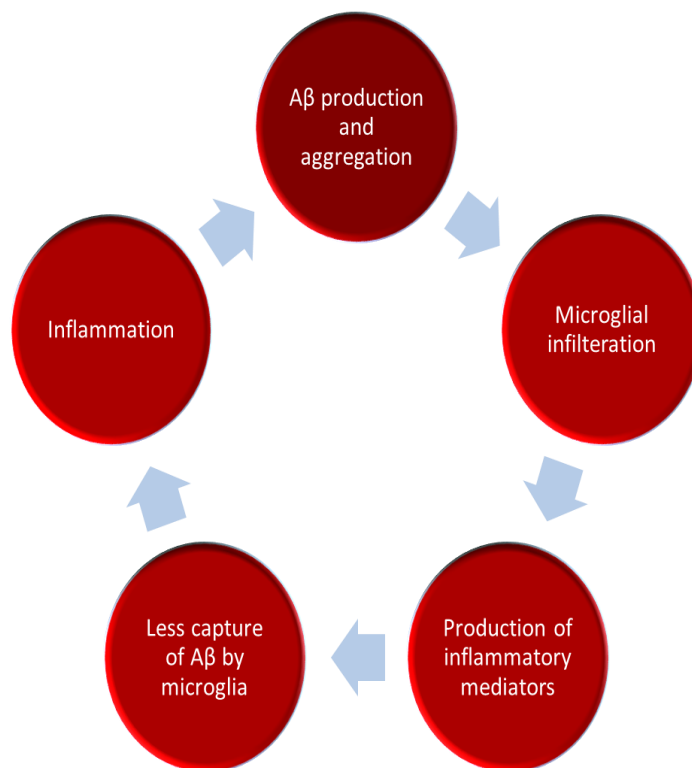 Aβ production
and
aggregation
Microglial
infilteration
Production of
inflammatory
mediators
Less capture
of Aβ by
microglia
Inflammation